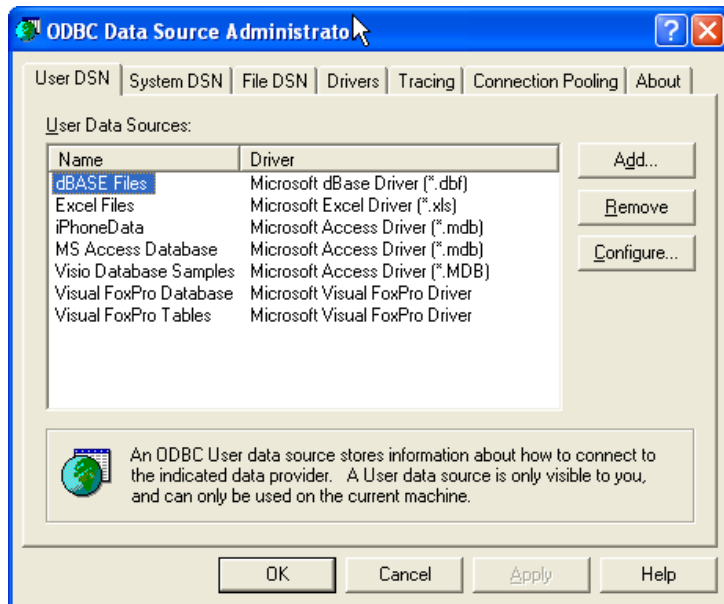 ODBC Data Source Administrato
User DSN System DSN File DSN Drivers Tracing Connection Pooling About
User Data Sources:
Name Driver
dBASE Files Microsoft dBase Driver (*.dbf)
Excel Files Microsoft Excel Driver (*.xls)
iPhoneData Microsoft Access Driver (*.mdb)
MS Access Database Microsoft Access Driver (*.mdb)
Visio Database Samples Microsoft Access Driver (*.MDB)
Visual FoxPro Database Microsoft Visual FoxPro Driver
Visual FoxPro Tables Microsoft Visual FoxPro Driver
Add...
Remove
Configure...
An ODBC User data source stores information about how to connect to
the indicated data provider. A User data source is only visible to you,
and can only be used on the current machine.
OK Cancel Apply Help